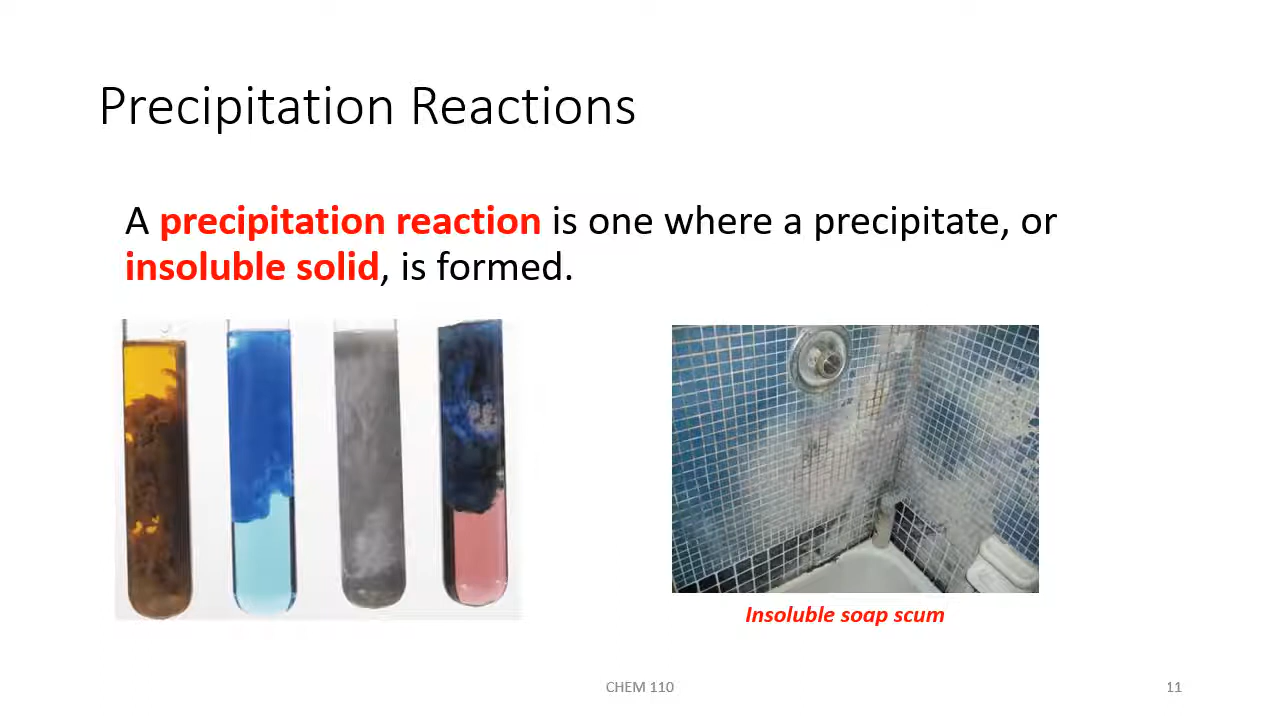 Precipitation Reactions
A precipitation reaction is one where a precipitate, or
insoluble solid, is formed.
Insoluble soap scum
CHEM 110
11